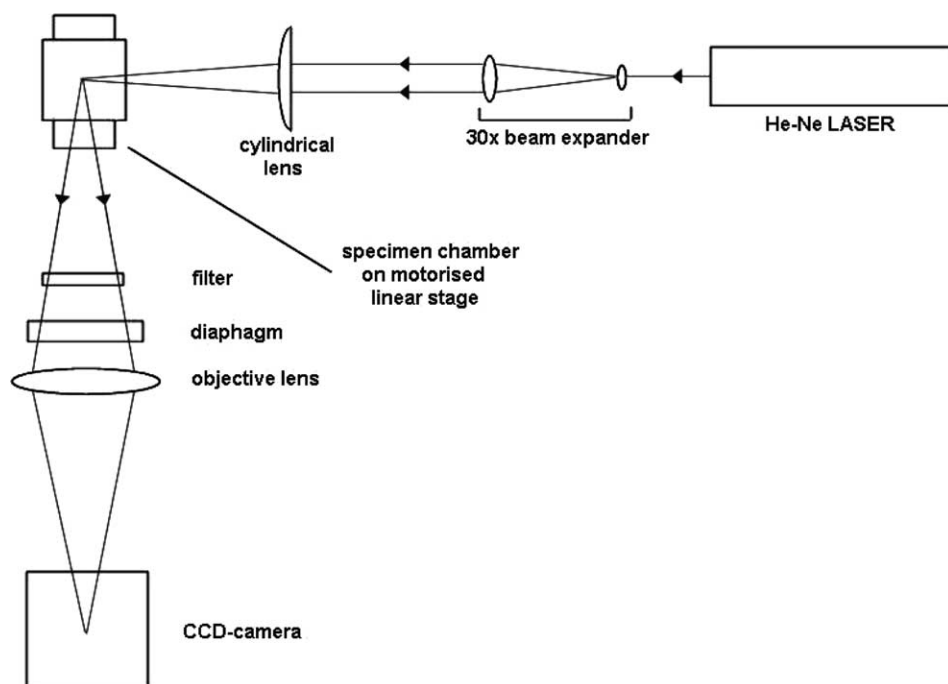 He-Ne LASER
30x beam expander
cylindrical
lens
specimen chamber
on motorised
linear stage
filter
diaphagm
objective lens
CCD-camera